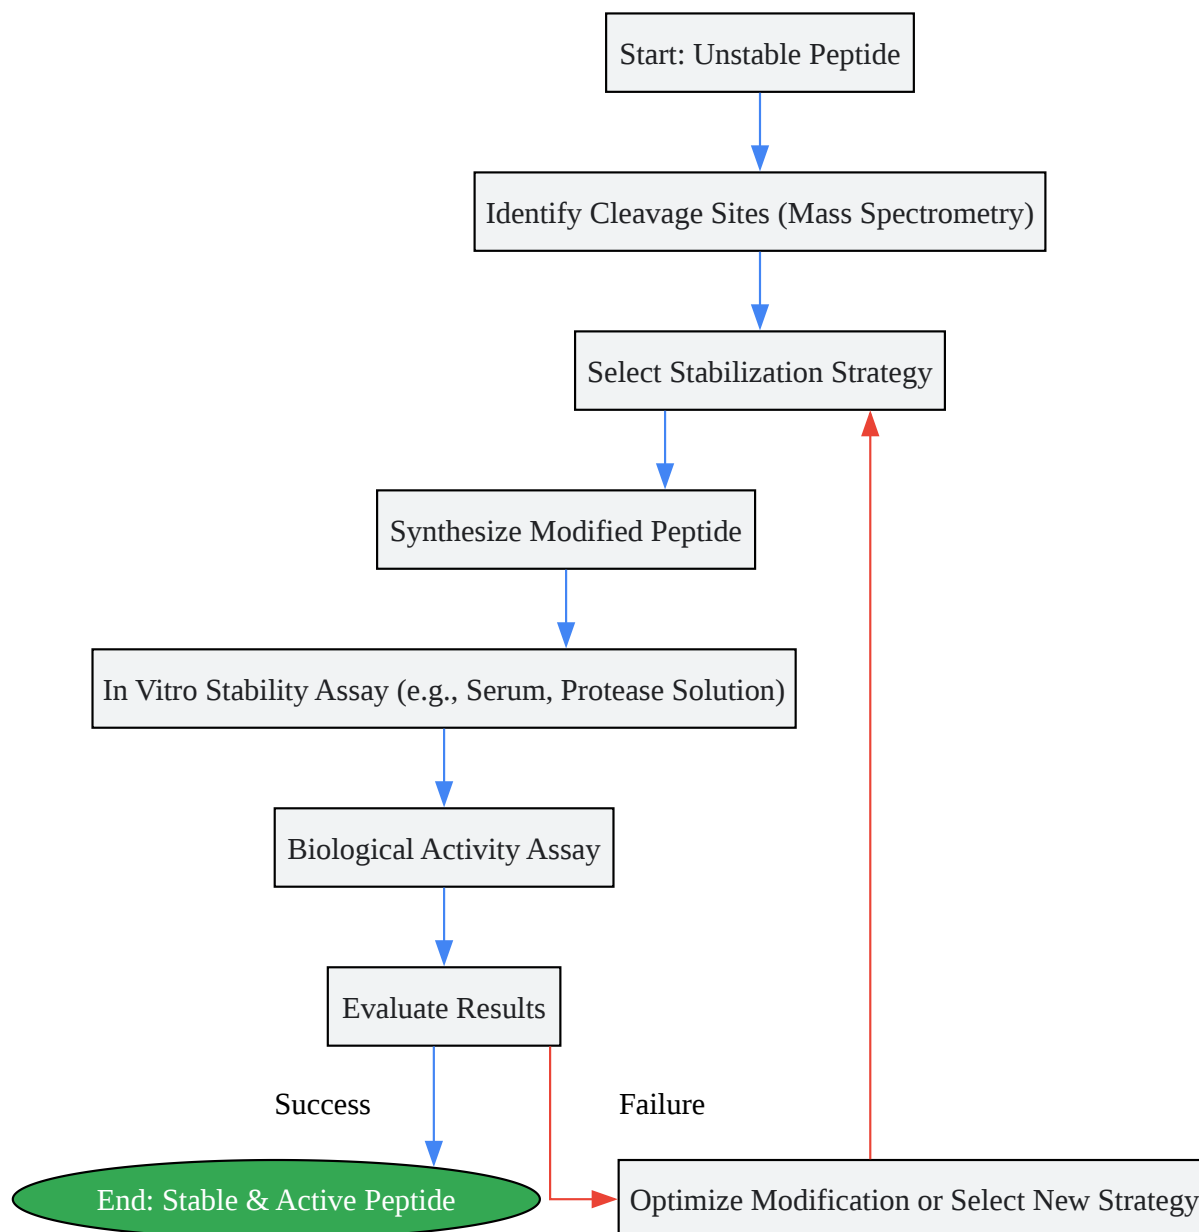 Start: Unstable Peptide
Identify Cleavage Sites (Mass Spectrometry)
Select Stabilization Strategy
Synthesize Modified Peptide
In Vitro Stability Assay (e.g., Serum, Protease Solution)
Biological Activity Assay
Evaluate Results
Success
Failure
End: Stable & Active Peptide
Optimize Modification or Select New Strategy